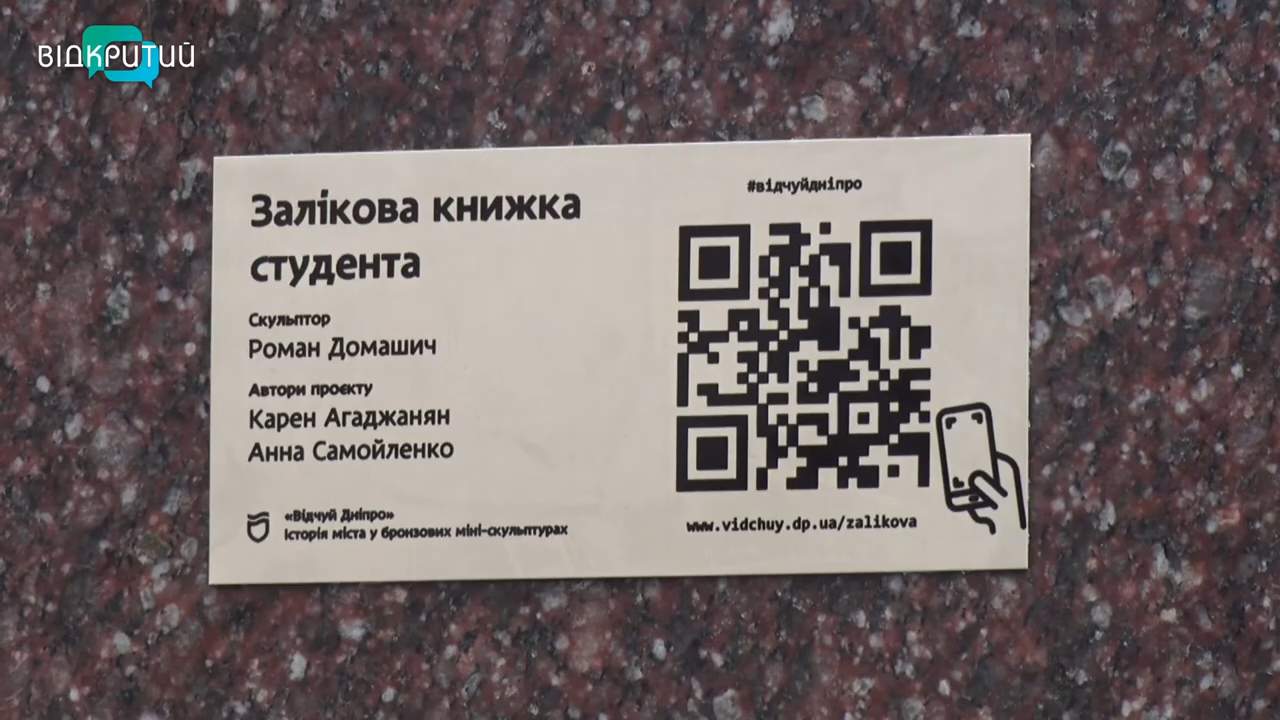 ВІДКРИТИЙ
Залікова книжка
студента
Скульптор
Роман Домашич
Автори проєкту
Карен Агаджанян
Анна Самойленко
«Відчуй Дніпро»
Історія міста у бронзових міні-скульптурах
#відчуйдніпро
www.vidchuy.dp.ua/zalikova